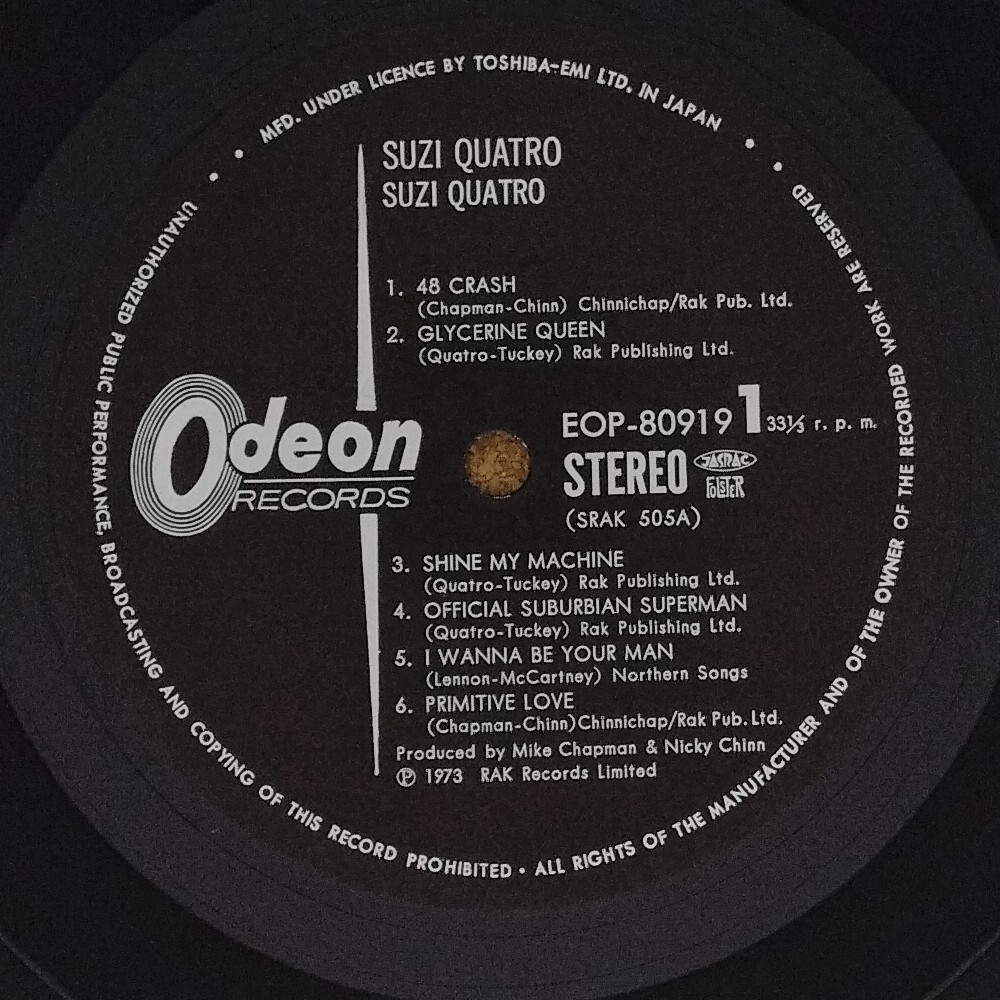 MFD. UNDER LICENCE BY TOSHIBA-EMI LTD. IN JAPAN
SUZI QUATRO
SUZI QUATRO
1. 48 CRASH
(Chapman-Chinn) Chinnichap/Rak Pub. Ltd.
2. GLYCERINE QUEEN
(Quatro-Tuckey) Rak Publishing Ltd.
Odeon
RECORDS
EOP-80919 1 33⅓ r. p. m.
STEREO JASRAC
FOLSTER
(SRAK 505A)
3. SHINE MY MACHINE
(Quatro-Tuckey) Rak Publishing Ltd.
4. OFFICIAL SUBURBIAN SUPERMAN
(Quatro-Tuckey) Rak Publishing Ltd.
5. I WANNA BE YOUR MAN
(Lennon-McCartney) Northern Songs
6. PRIMITIVE LOVE
(Chapman-Chinn) Chinnichap/Rak Pub. Ltd.
Produced by Mike Chapman & Nicky Chinn
℗ 1973 RAK Records Limited
UNAUTHORIZED PUBLIC PERFORMANCE, BROADCASTING AND COPYING OF THIS RECORD PROHIBITED • ALL RIGHTS OF THE MANUFACTURER AND OF THE OWNER OF THE RECORDED WORK ARE RESERVED